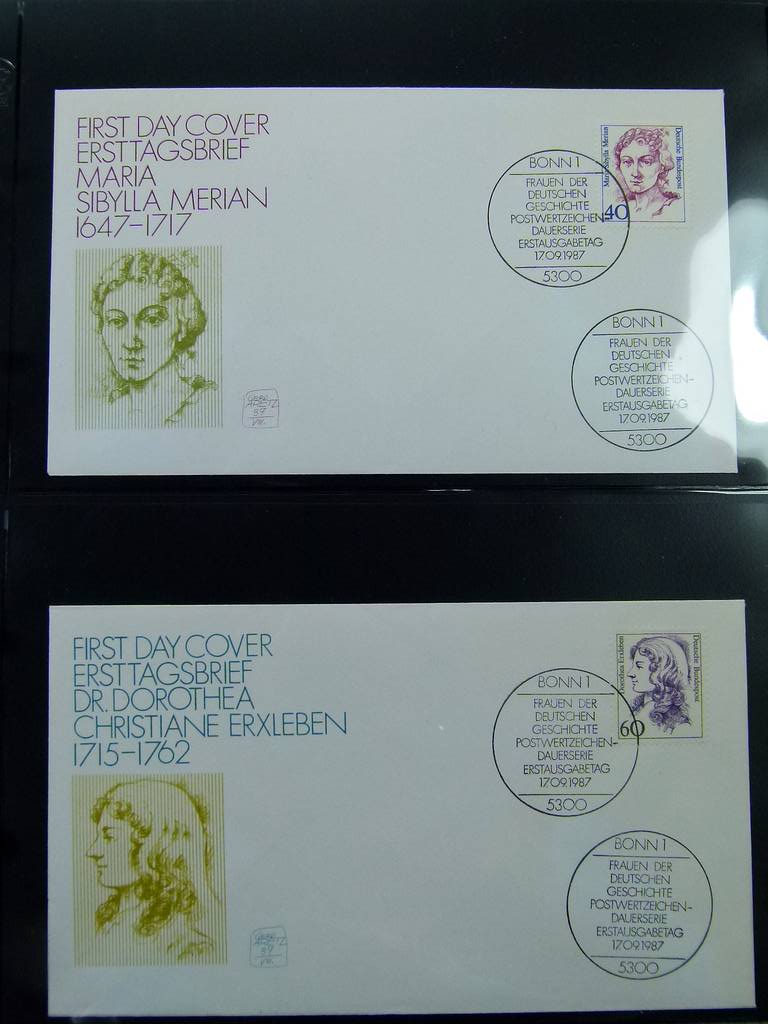 FIRST DAY COVER
ERSTTAGSBRIEF
MARIA
SIBYLLA MERIAN
1647–1717
Maria Sibylla Merian
Deutsche Bundespost
40
BONN 1
FRAUEN DER
DEUTSCHEN
GESCHICHTE
POSTWERTZEICHEN-
DAUERSERIE
ERSTAUSGABETAG
17.09.1987
5300
BONN 1
FRAUEN DER
DEUTSCHEN
GESCHICHTE
POSTWERTZEICHEN-
DAUERSERIE
ERSTAUSGABETAG
17.09.1987
5300
87
FIRST DAY COVER
ERSTTAGSBRIEF
DR. DOROTHEA
CHRISTIANE ERXLEBEN
1715–1762
Dorothea Erxleben
Deutsche Bundespost
60
BONN 1
FRAUEN DER
DEUTSCHEN
GESCHICHTE
POSTWERTZEICHEN-
DAUERSERIE
ERSTAUSGABETAG
17.09.1987
5300
BONN 1
FRAUEN DER
DEUTSCHEN
GESCHICHTE
POSTWERTZEICHEN-
DAUERSERIE
ERSTAUSGABETAG
17.09.1987
5300